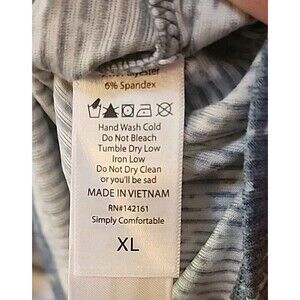 6% Spandex
Hand Wash Cold
Do Not Bleach
Tumble Dry Low
Iron Low
Do Not Dry Clean
or you'll be sad
MADE IN VIETNAM
RN#142161
Simply Comfortable
XL